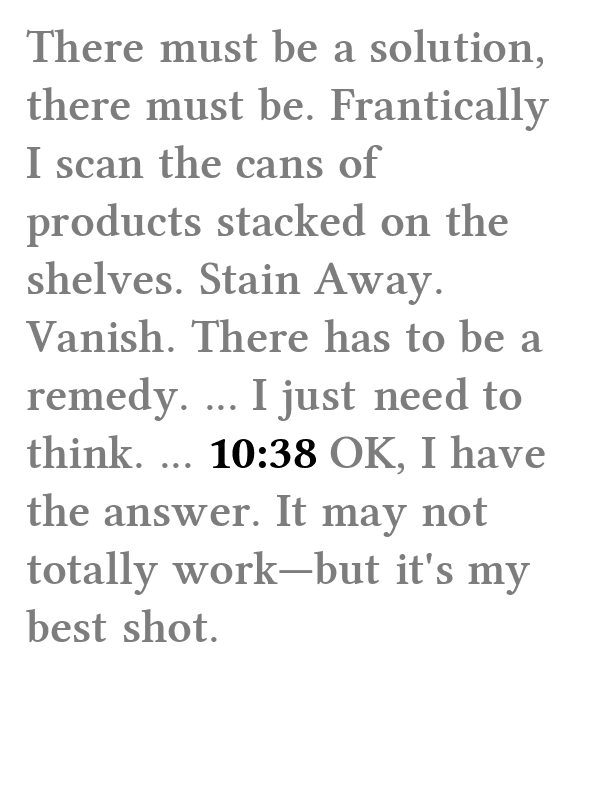 There must be a solution,
there must be. Frantically
I scan the cans of
products stacked on the
shelves. Stain Away.
Vanish. There has to be a
remedy. ... I just need to
think. ... 10:38 OK, I have
the answer. It may not
totally work—but it's my
best shot.